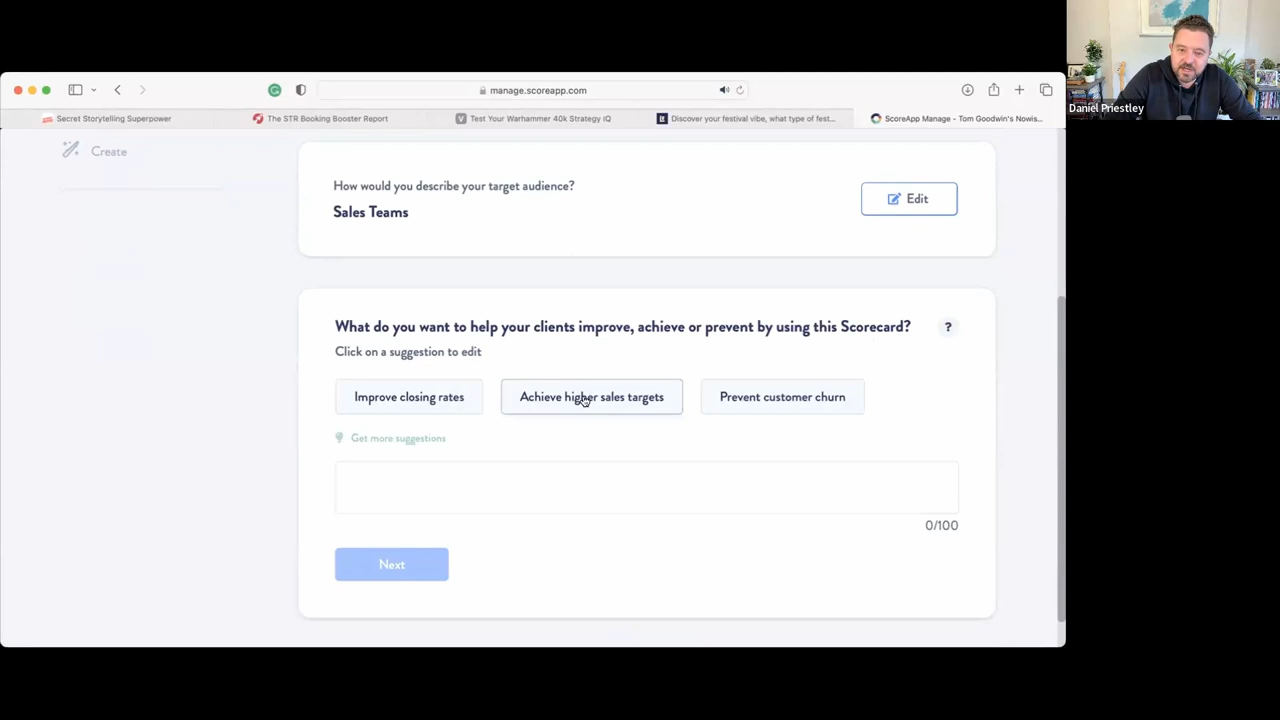 Daniel Priestley
manage.scoreapp.com
Secret Storytelling Superpower
The STR Booking Booster Report
Test Your Warhammer 40k Strategy IQ
Discover your festival vibe, what type of fest...
ScoreApp Manage - Tom Goodwin's Nowis...
Create
How would you describe your target audience?
Sales Teams
Edit
What do you want to help your clients improve, achieve or prevent by using this Scorecard?
?
Click on a suggestion to edit
Improve closing rates
Achieve higher sales targets
Prevent customer churn
Get more suggestions
0/100
Next